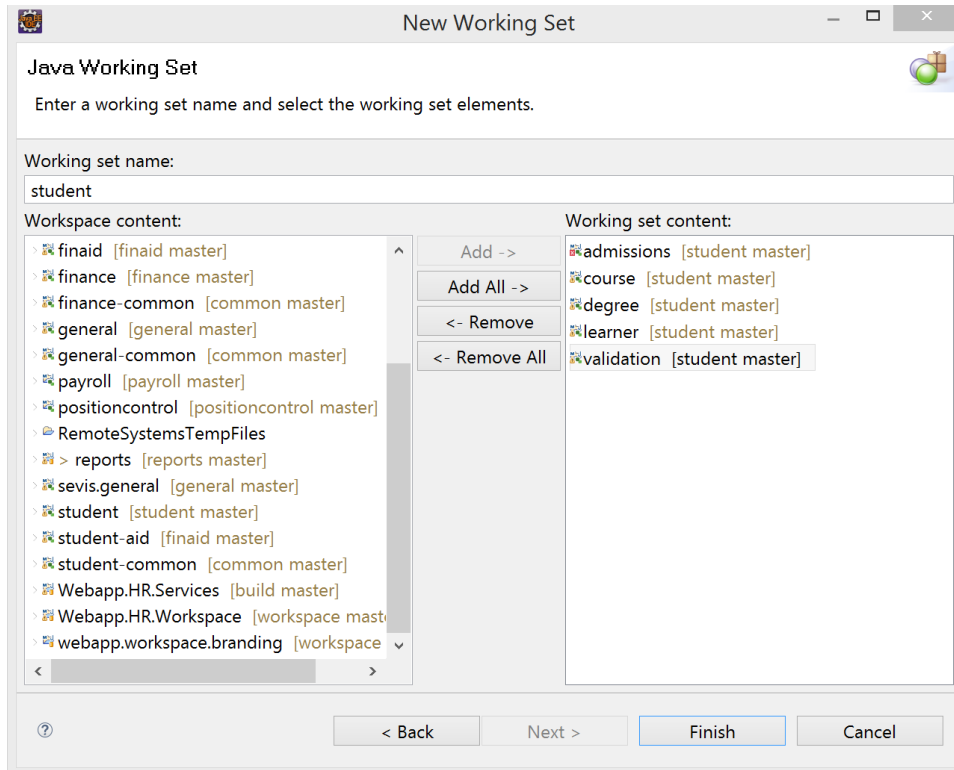 New Working Set
Java Working Set
Enter a working set name and select the working set elements.
Working set name:
student
Workspace content:
finaid [finaid master]
finance [finance master]
finance-common [common master]
general [general master]
general-common [common master]
payroll [payroll master]
positioncontrol [positioncontrol master]
RemoteSystemsTempFiles
> reports [reports master]
sevis.general [general master]
student [student master]
student-aid [finaid master]
student-common [common master]
Webapp.HR.Services [build master]
Webapp.HR.Workspace [workspace mast
webapp.workspace.branding [workspace
Add ->
Add All ->
<- Remove
<- Remove All
Working set content:
admissions [student master]
course [student master]
degree [student master]
learner [student master]
validation [student master]
< Back
Next >
Finish
Cancel